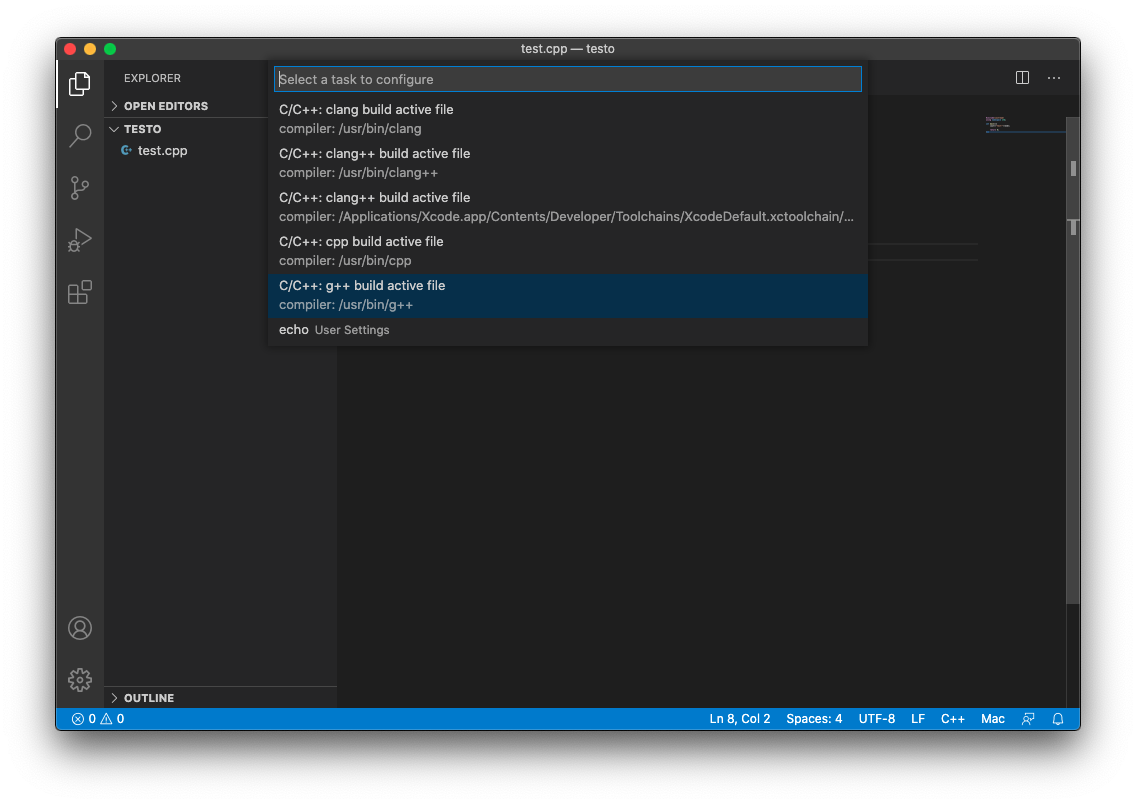 test.cpp — testo
EXPLORER
OPEN EDITORS
TESTO
test.cpp
Select a task to configure
C/C++: clang build active file
compiler: /usr/bin/clang
C/C++: clang++ build active file
compiler: /usr/bin/clang++
C/C++: clang++ build active file
compiler: /Applications/Xcode.app/Contents/Developer/Toolchains/XcodeDefault.xctoolchain/...
C/C++: cpp build active file
compiler: /usr/bin/cpp
C/C++: g++ build active file
compiler: /usr/bin/g++
echo User Settings
OUTLINE
0 0 Ln 8, Col 2 Spaces: 4 UTF-8 LF C++ Mac